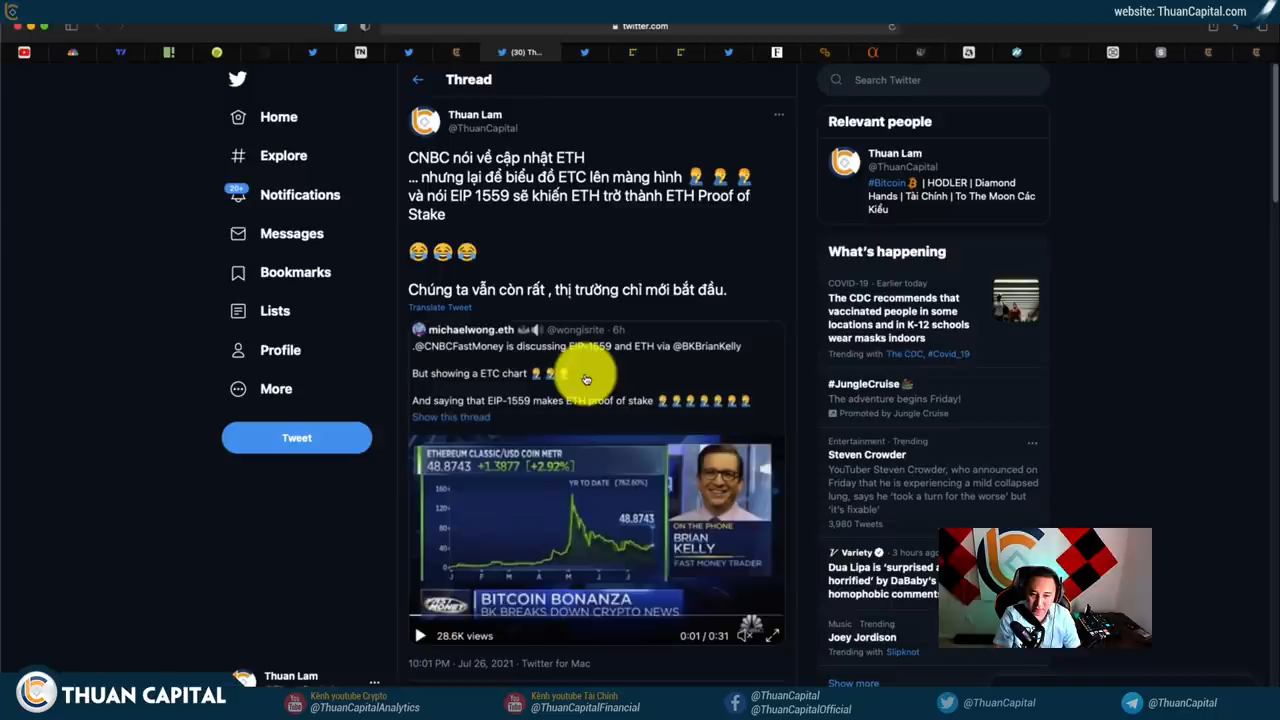 website: ThuanCapital.com
twitter.com
(30) Th...
Home
Explore
20+
Notifications
Messages
Bookmarks
Lists
Profile
More
Tweet
Thuan Lam
Thread
Thuan Lam
@ThuanCapital
CNBC nói về cập nhật ETH
... nhưng lại để biểu đồ ETC lên màng hình 🤦‍♂️ 🤦‍♂️ 🤦‍♂️
và nói EIP 1559 sẽ khiến ETH trở thành ETH Proof of
Stake
😂😂😂
Chúng ta vẫn còn rất , thị trường chỉ mới bắt đầu.
Translate Tweet
michaelwong.eth @wongisrite · 6h
.@CNBCFastMoney is discussing EIP-1559 and ETH via @BKBrianKelly
But showing a ETC chart
And saying that EIP-1559 makes ETH proof of stake 🤦‍♂️🤦‍♂️🤦‍♂️🤦‍♂️🤦‍♂️🤦‍♂️🤦‍♂️
Show this thread
ETHEREUM CLASSIC/USD COIN METR
48.8743 +1.3877 [+2.92%]
YR TO DATE (762.60%)
160
120
80
40
0
48.8743
J F M A M J J
ON THE PHONE
BRIAN
KELLY
FAST MONEY TRADER
FAST MONEY
BITCOIN BONANZA
BK BREAKS DOWN CRYPTO NEWS
28.6K views
0:01 / 0:31
10:01 PM · Jul 26, 2021 · Twitter for Mac
Search Twitter
Relevant people
Thuan Lam
@ThuanCapital
#Bitcoin | HODLER | Diamond
Hands | Tài Chính | To The Moon Các
Kiểu
What's happening
COVID-19 · Earlier today
The CDC recommends that
vaccinated people in some
locations and in K-12 schools
wear masks indoors
Trending with The CDC, #Covid_19
#JungleCruise
The adventure begins Friday!
Promoted by Jungle Cruise
Entertainment · Trending
Steven Crowder
YouTuber Steven Crowder, who announced on
Friday that he is experiencing a mild collapsed
lung, says he 'took a turn for the worse' but
'it's fixable'
3,980 Tweets
Variety · 3 hours ago
Dua Lipa is 'surprised a
horrified' by DaBaby's
homophobic comment
Music · Trending
Joey Jordison
Trending with Slipknot
Show more
THUAN CAPITAL
Kênh youtube Crypto
@ThuanCapitalAnalytics
Kênh youtube Tài Chính
@ThuanCapitalFinancial
@ThuanCapital
@ThuanCapitalOfficial
@ThuanCapital
@ThuanCapital